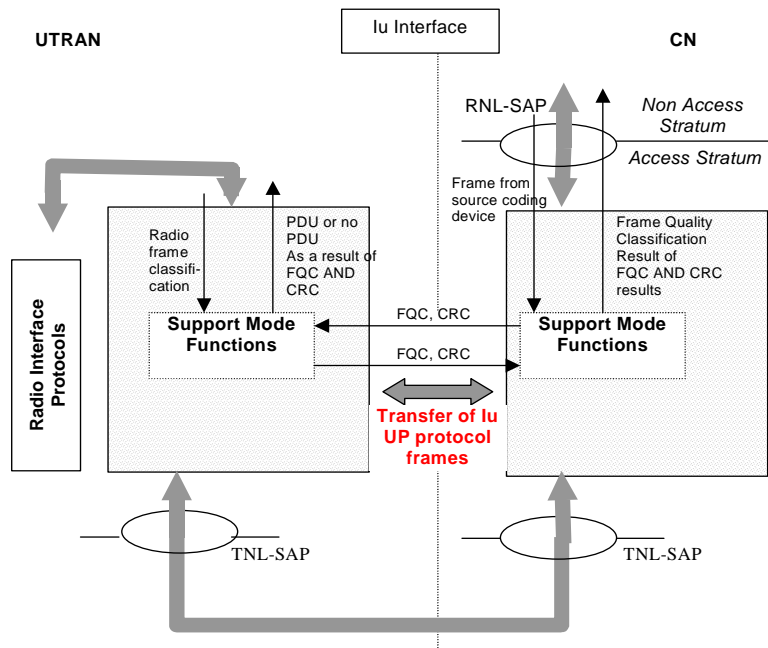 Iu Interface
UTRAN
CN
RNL-SAP
Non Access
Stratum
Access Stratum
Frame from
source coding
device
Radio
frame
classifi-
cation
PDU or no
PDU
As a result of
FQC AND
CRC
Frame Quality
Classification
Result of
FQC AND CRC
results
Radio Interface
Protocols
Support Mode
Functions
FQC, CRC
FQC, CRC
Support Mode
Functions
Transfer of Iu
UP protocol
frames
TNL-SAP
TNL-SAP